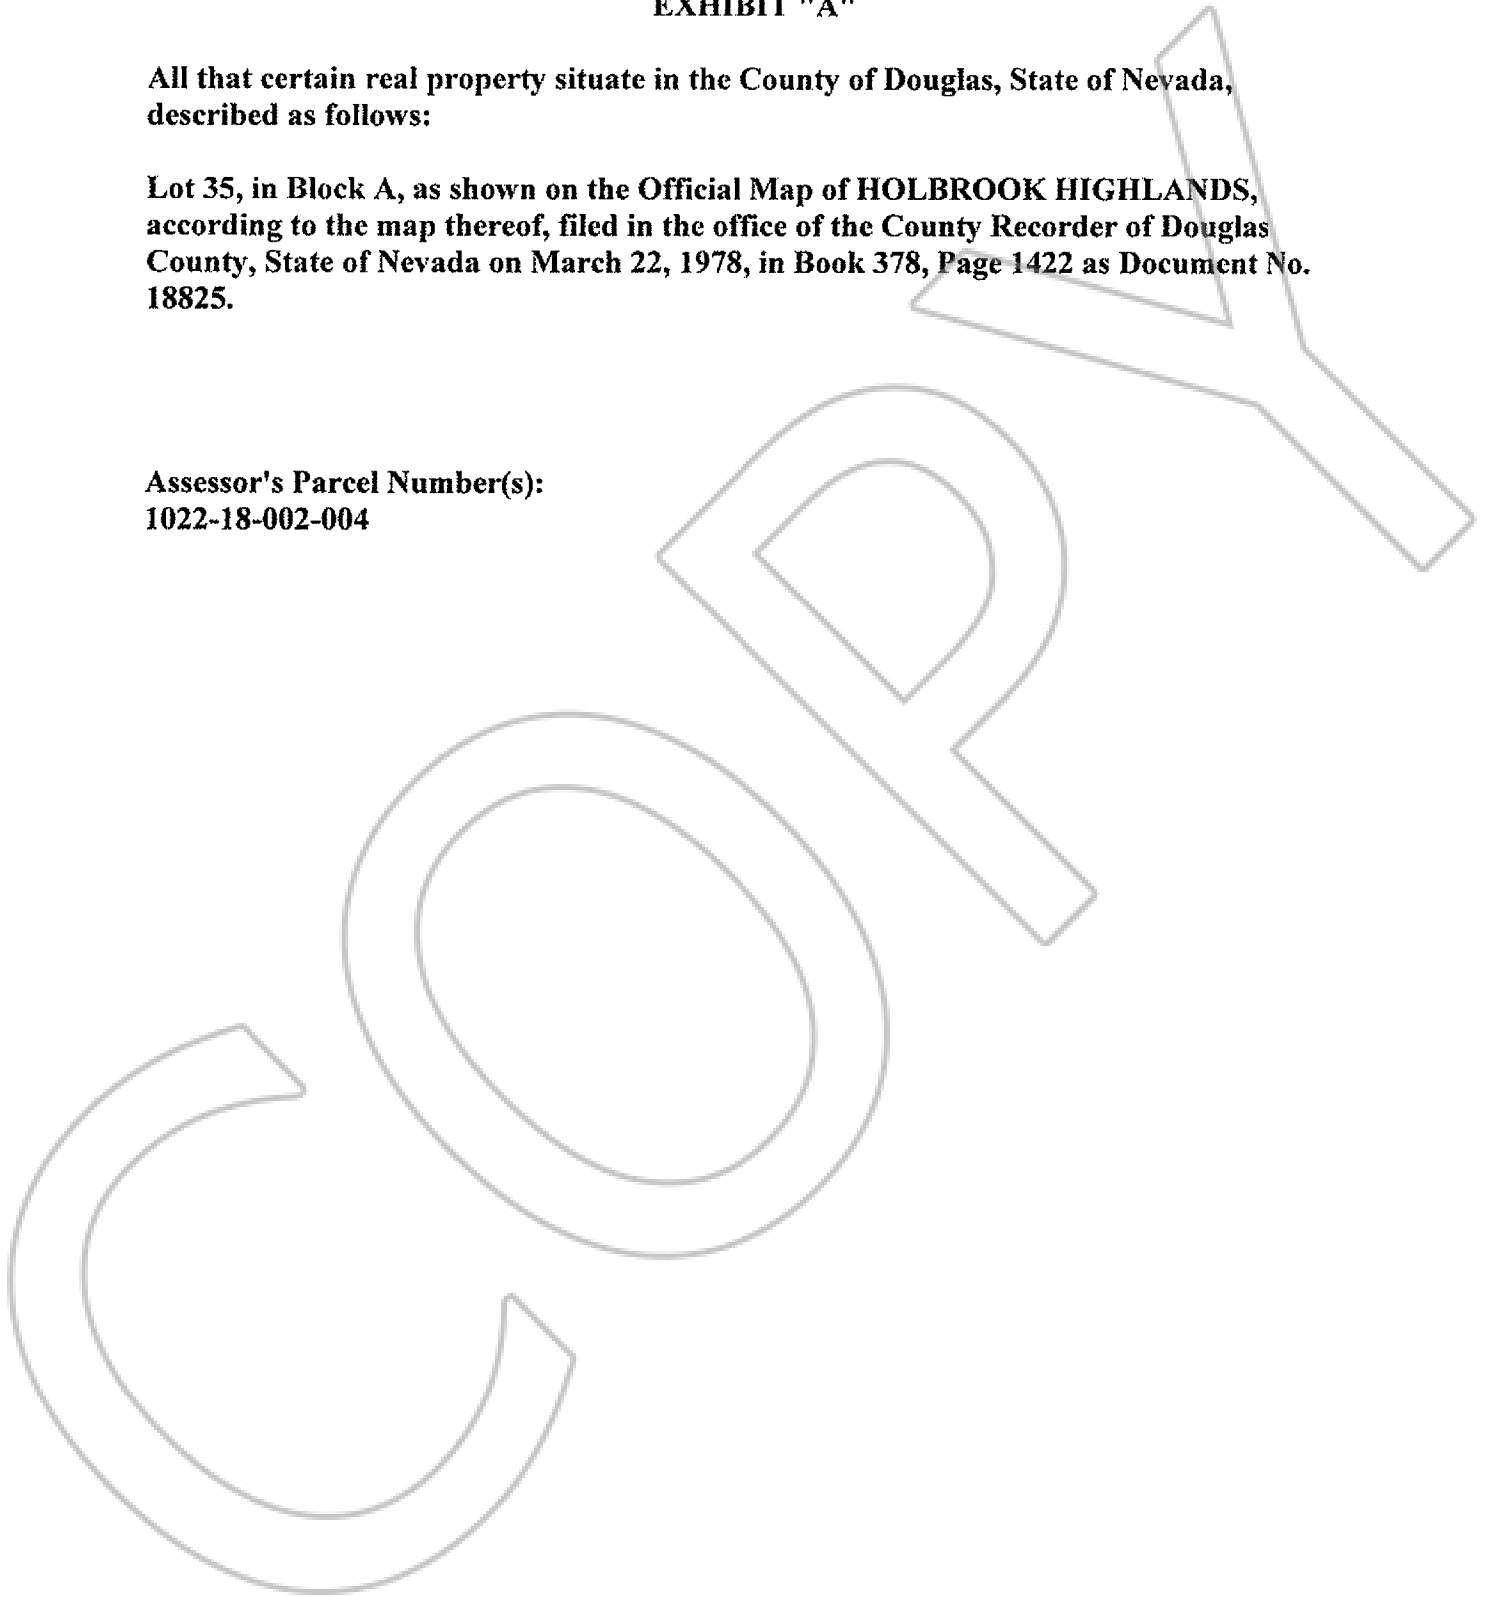 EXHIBIT "A"
All that certain real property situate in the County of Douglas, State of Nevada,
described as follows:
Lot 35, in Block A, as shown on the Official Map of HOLBROOK HIGHLANDS,
according to the map thereof, filed in the office of the County Recorder of Douglas
County, State of Nevada on March 22, 1978, in Book 378, Page 1422 as Document No.
18825.
Assessor's Parcel Number(s):
1022-18-002-004
COPY